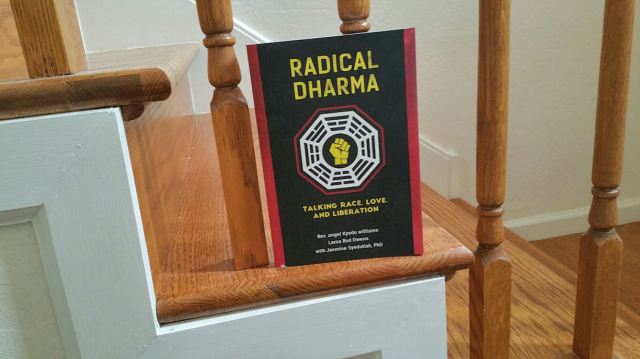 RADICAL
DHARMA
TALKING RACE, LOVE,
AND LIBERATION
Rev. angel Kyodo williams
Lama Rod Owens
with Jasmine Syedullah, PhD